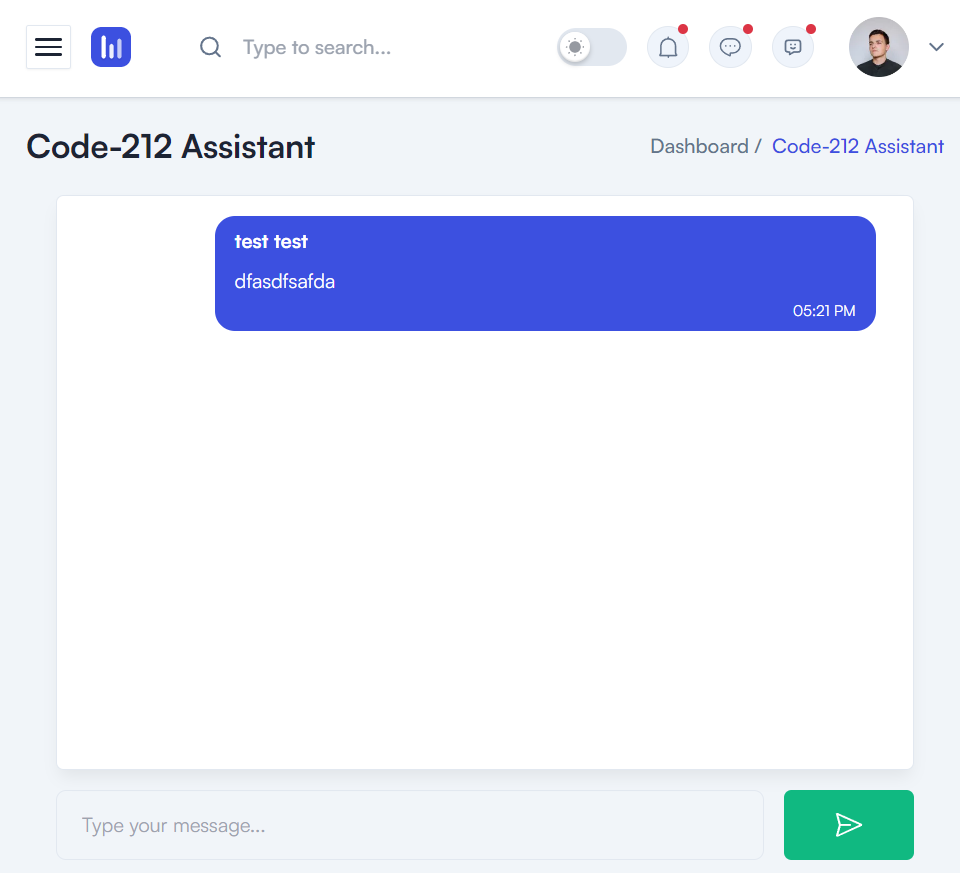 Type to search...
Code-212 Assistant
Dashboard / Code-212 Assistant
test test
dfasdfsafda
05:21 PM
Type your message...